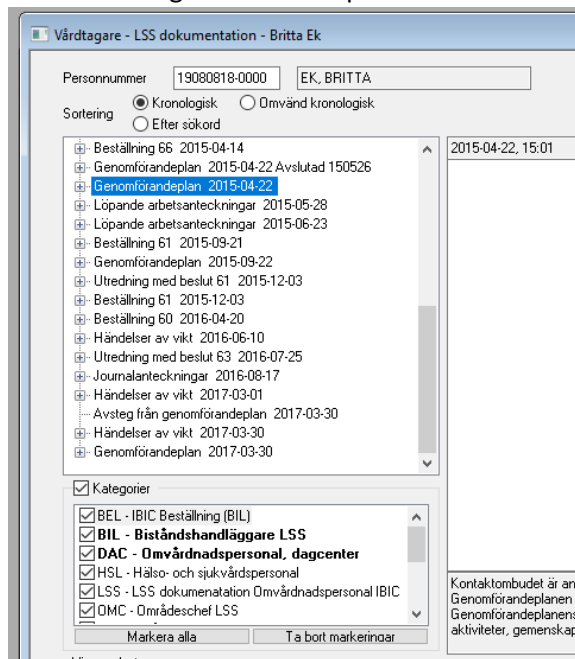 Vårdtagare - LSS dokumentation - Britta Ek
Personnummer 19080818-0000 EK, BRITTA
Sortering Kronologisk Omvänd kronologisk
Efter sökord
Beställning 66 2015-04-14
Genomförandeplan 2015-04-22 Avslutad 150526
Genomförandeplan 2015-04-22
Löpande arbetsanteckningar 2015-05-28
Löpande arbetsanteckningar 2015-06-23
Beställning 61 2015-09-21
Genomförandeplan 2015-09-22
Utredning med beslut 61 2015-12-03
Beställning 61 2015-12-03
Beställning 60 2016-04-20
Händelser av vikt 2016-06-10
Utredning med beslut 63 2016-07-25
Journalanteckningar 2016-08-17
Händelser av vikt 2017-03-01
Avsteg från genomförandeplan 2017-03-30
Händelser av vikt 2017-03-30
Genomförandeplan 2017-03-30
2015-04-22, 15:01
Kategorier
BEL - IBIC Beställning (BIL)
BIL - Biståndshandläggare LSS
DAC - Omvårdnadspersonal, dagcenter
HSL - Hälso- och sjukvårdspersonal
LSS - LSS dokumenatation Omvårdnadspersonal IBIC
OMC - Områdeschef LSS
Markera alla Ta bort markeringar
Kontaktombudet är an
Genomförandeplanen
Genomförandeplanens
aktiviteter, gemenskap